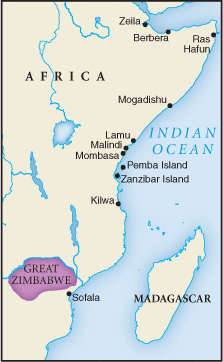 Zeila
Berbera
Ras
Hafun
AFRICA
Mogadishu
Lamu
Malindi
Mombasa
INDIAN
OCEAN
Pemba Island
Zanzibar Island
Kilwa
GREAT
ZIMBABWE
Sofala
MADAGASCAR